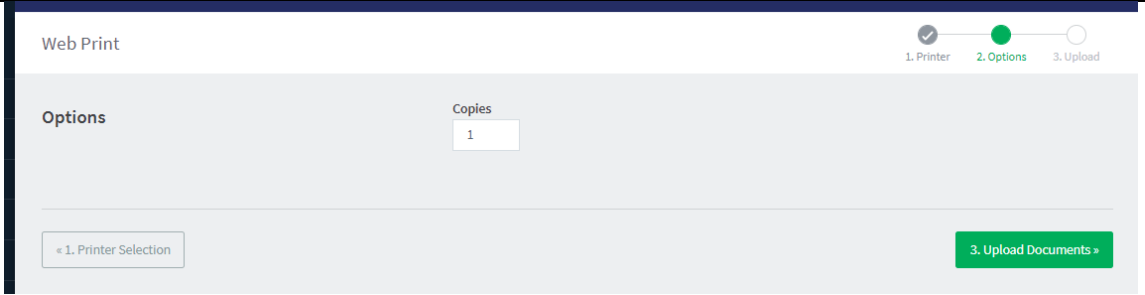 Web Print
1. Printer
2. Options
3. Upload
Options
Copies
1
« 1. Printer Selection
3. Upload Documents »